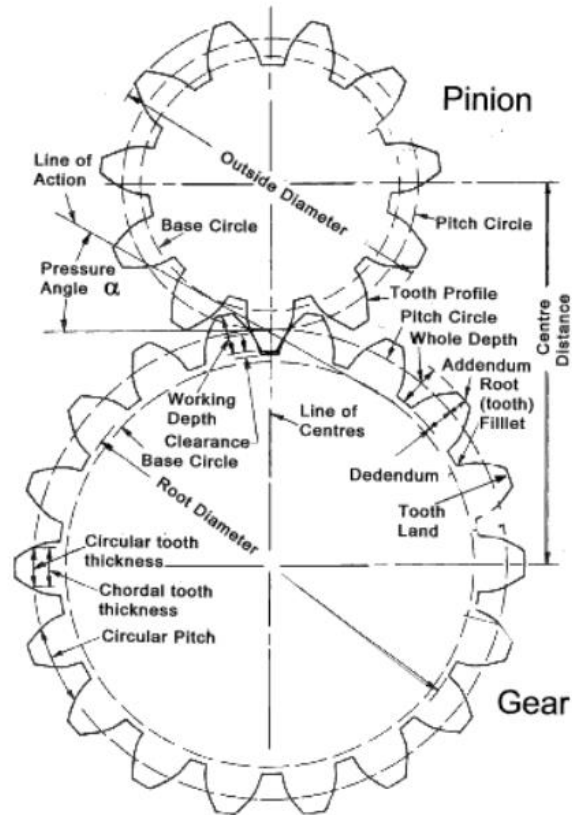 Pinion
Line of
Action
Outside Diameter
Base Circle
Pitch Circle
Pressure
Angle α
Tooth Profile
Pitch Circle
Whole Depth
Centre
Distance
Addendum
Root
(tooth)
Filllet
Working
Depth
Clearance
Base Circle
Line of
Centres
Dedendum
Root Diameter
Tooth
Land
Circular tooth
thickness
Chordal tooth
thickness
Circular Pitch
Gear